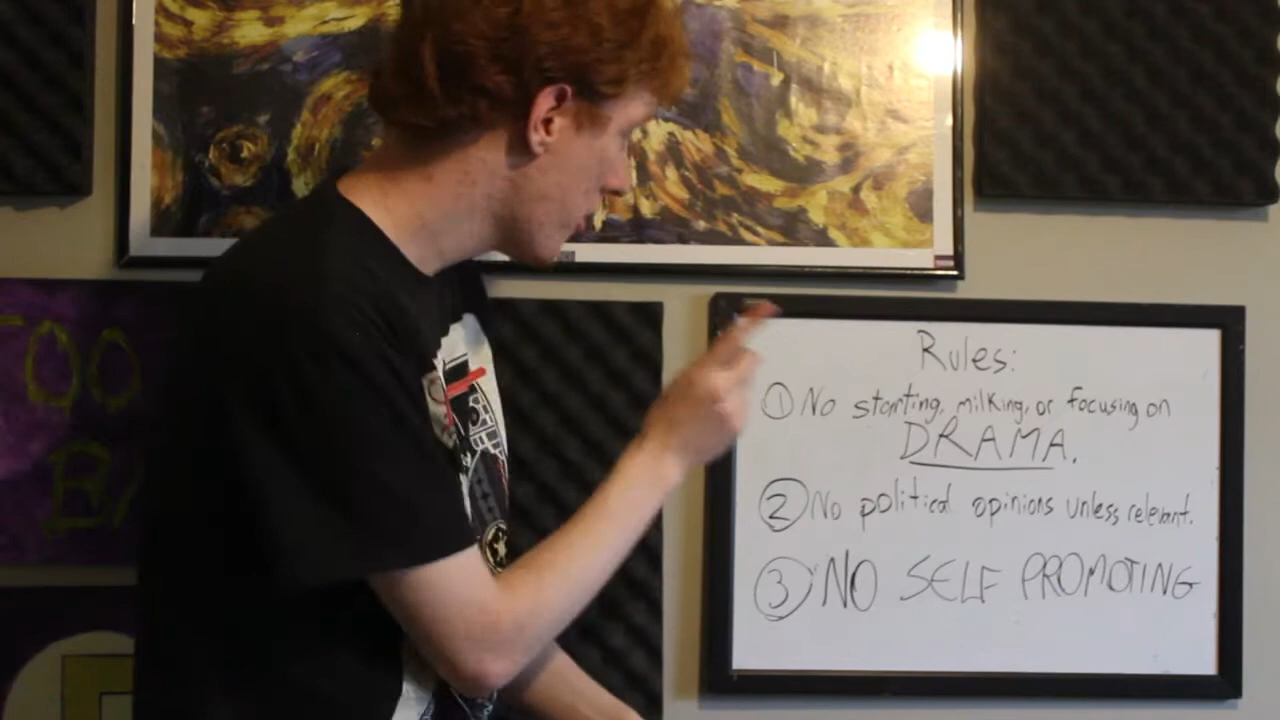 Rules:
① No starting, milking, or focusing on
DRAMA.
② No political opinions unless relevant.
③ NO SELF PROMOTING
TOO